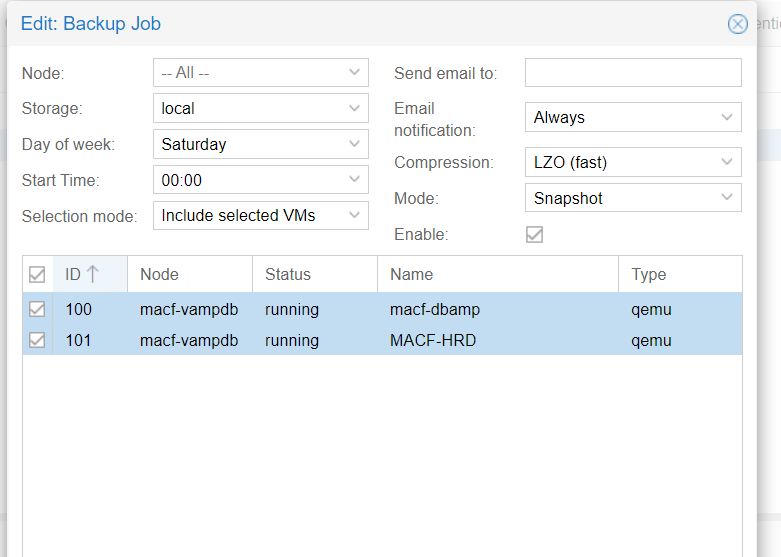 Edit: Backup Job
Node: -- All --
Send email to:
Storage: local
Email notification: Always
Day of week: Saturday
Compression: LZO (fast)
Start Time: 00:00
Mode: Snapshot
Selection mode: Include selected VMs
Enable:
ID Node Status Name Type
100 macf-vampdb running macf-dbamp qemu
101 macf-vampdb running MACF-HRD qemu